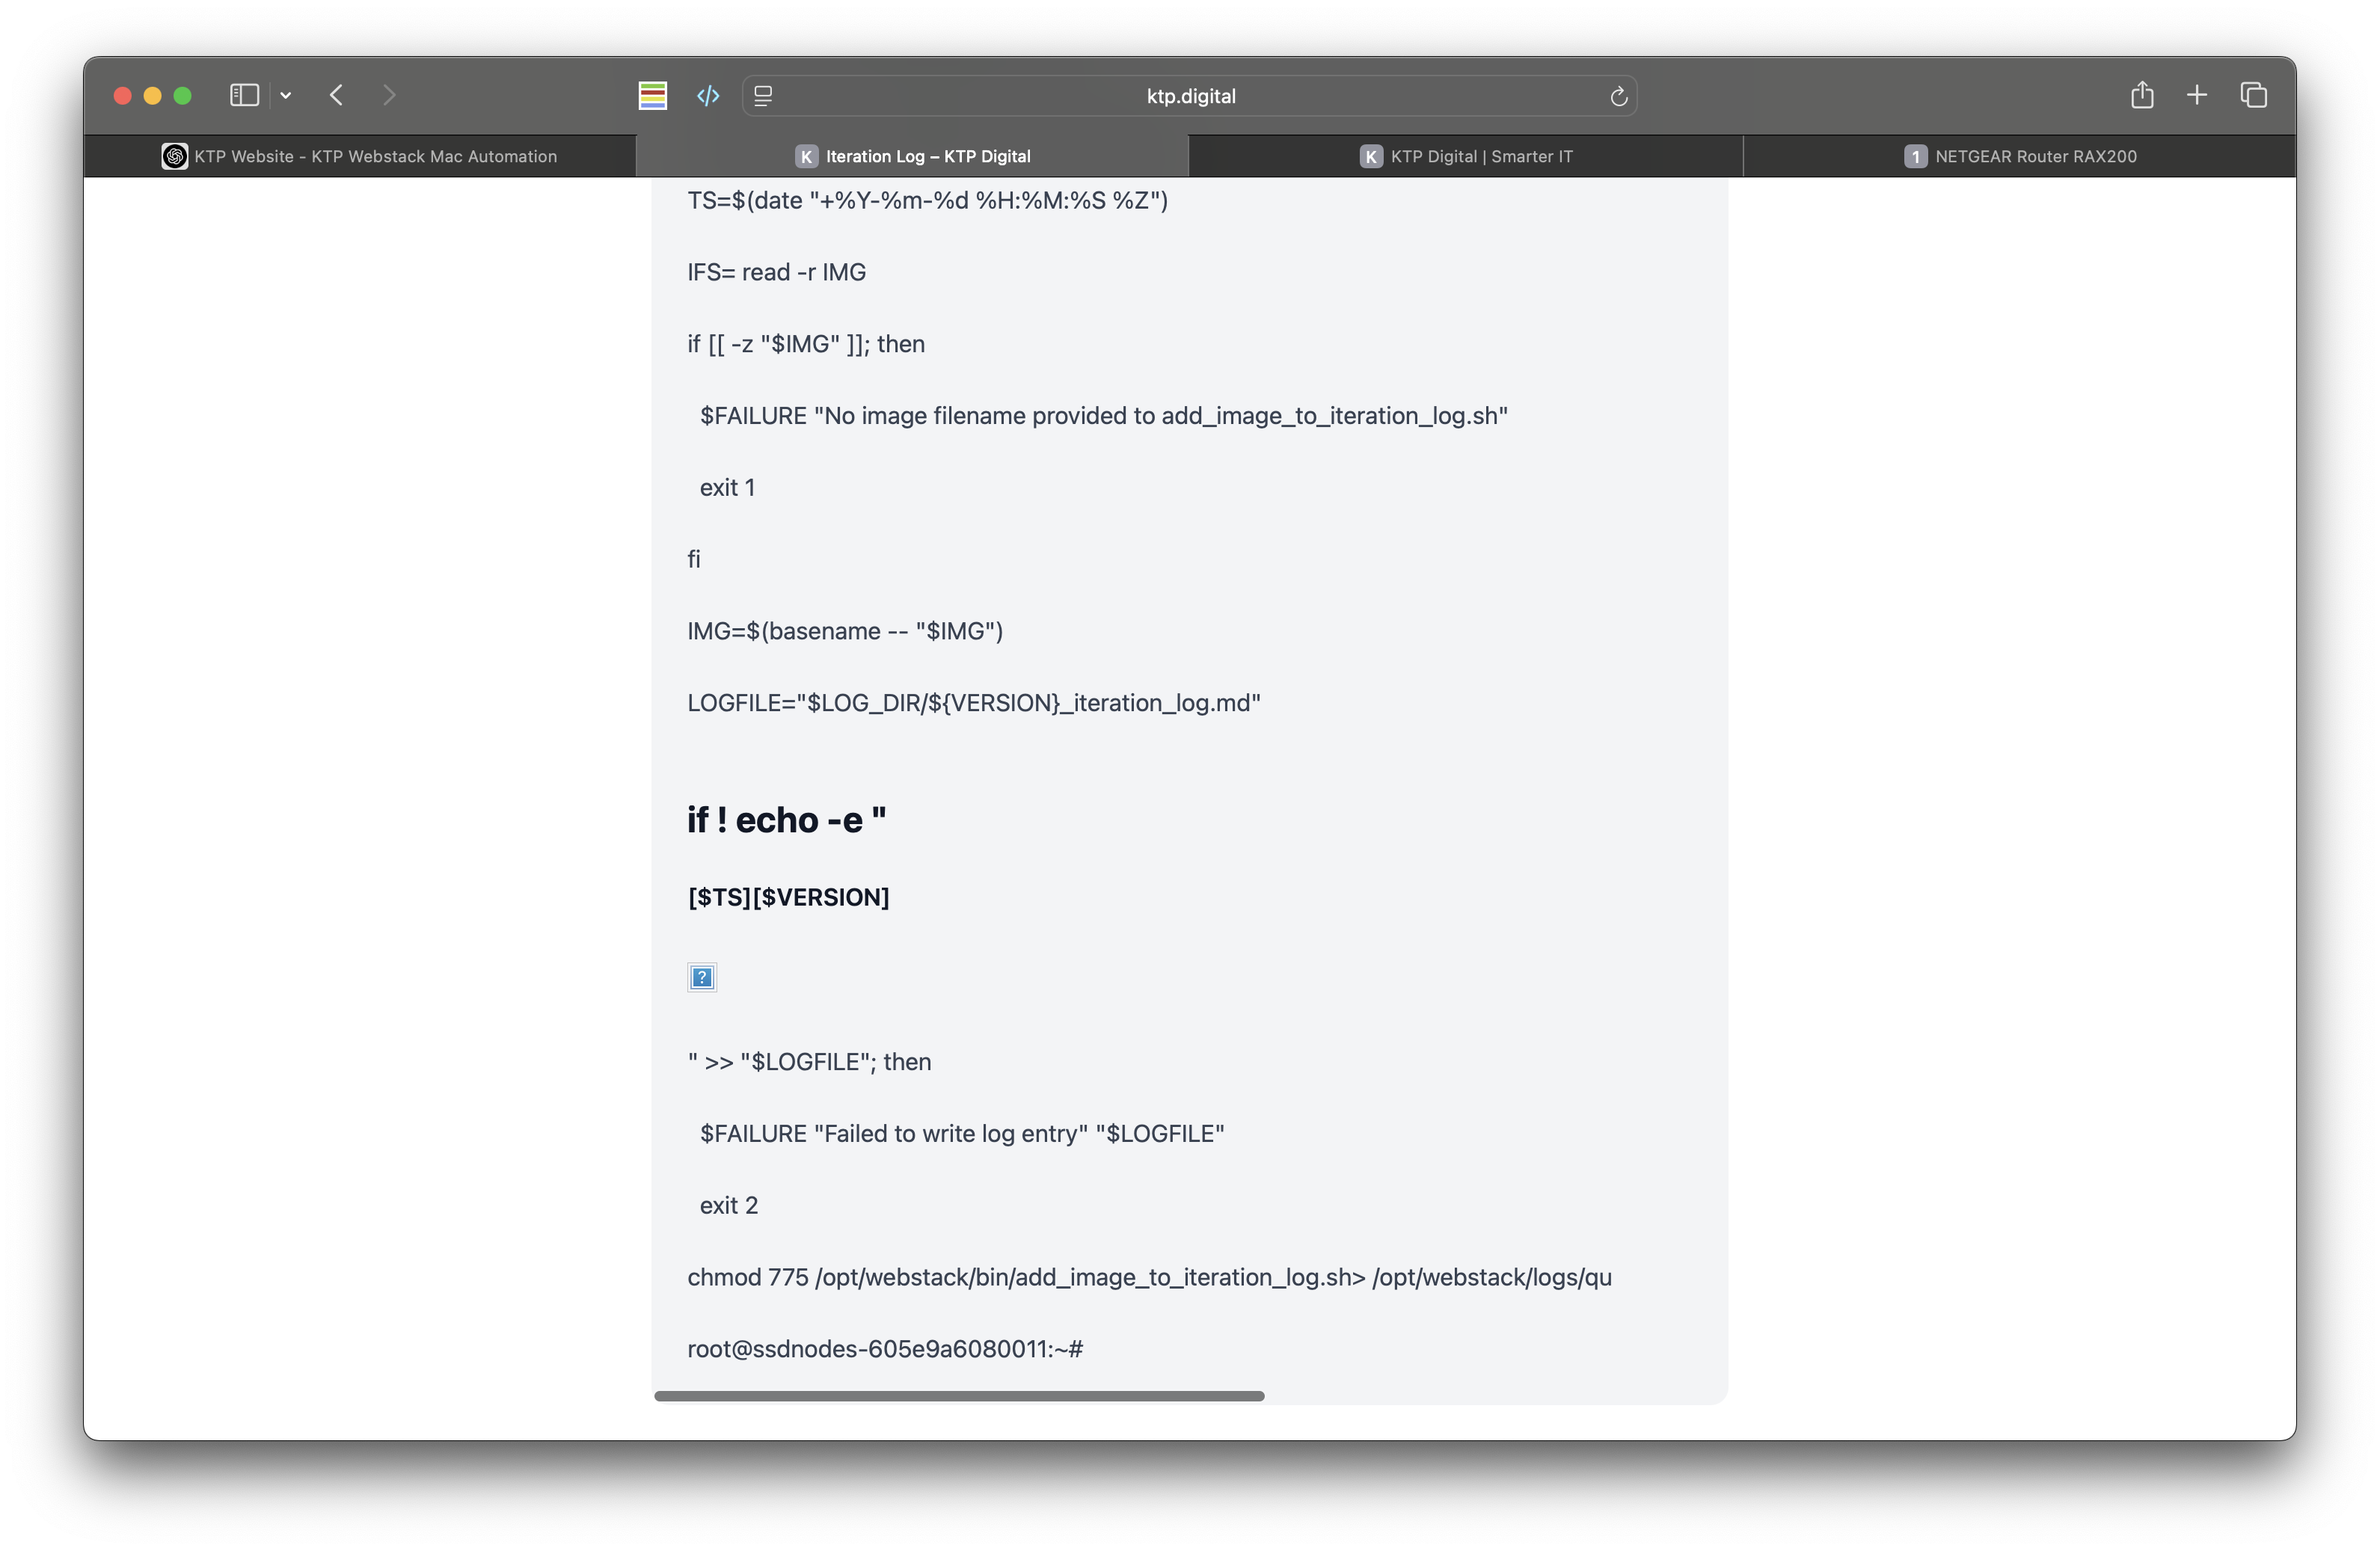 ktp.digital
KTP Website - KTP Webstack Mac Automation
K Iteration Log – KTP Digital
K KTP Digital | Smarter IT
1 NETGEAR Router RAX200
TS=$(date "+%Y-%m-%d %H:%M:%S %Z")
IFS= read -r IMG
if [[ -z "$IMG" ]]; then
$FAILURE "No image filename provided to add_image_to_iteration_log.sh"
exit 1
fi
IMG=$(basename -- "$IMG")
LOGFILE="$LOG_DIR/${VERSION}_iteration_log.md"
if ! echo -e "
[$TS][$VERSION]
?
" >> "$LOGFILE"; then
$FAILURE "Failed to write log entry" "$LOGFILE"
exit 2
chmod 775 /opt/webstack/bin/add_image_to_iteration_log.sh> /opt/webstack/logs/qu
root@ssdnodes-605e9a6080011:~#